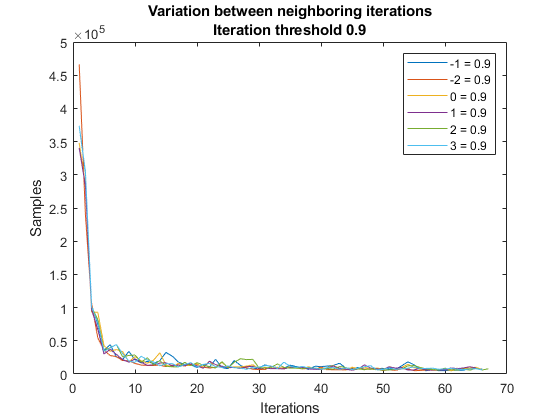 Variation between neighboring iterations
Iteration threshold 0.9
×10^5
5
4.5
4
3.5
3
2.5
2
1.5
1
0.5
0
Samples
0 10 20 30 40 50 60 70
Iterations
-1 = 0.9
-2 = 0.9
0 = 0.9
1 = 0.9
2 = 0.9
3 = 0.9